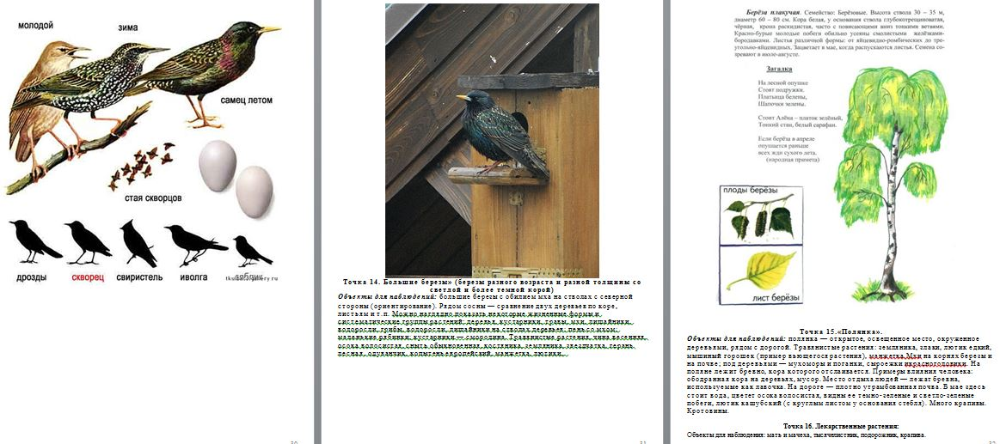 молодой
зима
самец летом
стая скворцов
дрозды
скворец
свиристель
иволга
30
Точка 14. Большие березы» (березы разного возраста и разной толщины со
светлой и более темной корой)
Объекты для наблюдений: большие березы с обилием мха на стволах с северной
стороны (ориентирование). Рядом сосны — сравнение двух деревьев по коре,
листьям и т.п. Можно наглядно показать некоторые жизненные формы и
систематические группы растений: деревья, кустарники, травы, мхи, лишайники,
водоросли, грибы, водоросли, лишайники на стволах деревьев, пень со мхом;
маленькие рябинки, кустарники — смородина. Травянистые растения, чина весенняя,
осока волосистая, сныть обыкновенная, костяника, земляника, звездчатка, герань
лесная, одуванчик, копытень европейский, манжетка, лютики,
31
Берёза плакучая. Семейство: Берёзовые. Высота ствола 30 – 35 м,
диаметр 60 – 80 см. Кора белая, у основания ствола глубокотрещиноватая,
чёрная, крона раскидистая, часто с повисающими вниз тонкими ветвями.
Красно-бурые молодые побеги обильно усеяны смолистыми железками-
бородавками. Листья различной формы: от яйцевидно-ромбических до тре-
угольно-яйцевидных. Зацветает в мае, когда распускаются листья. Семена со-
зревают в июле-августе.
Загадка
На лесной опушке
Стоят подружки.
Платьица белены,
Шапочки зелены.
Стоит Алёна – платок зелёный,
Тонкий стан, белый сарафан.
Если берёза в апреле
опушается раньше
всех жди сухого лета.
(народная примета)
плоды берёзы
лист берёзы
Точка 15.«Полянка».
Объекты для наблюдений: полянка — открытое, освещенное место, окруженное
деревьями, рядом с дорогой. Травянистые растения: земляника, злаки, лютик едкий,
мышиный горошек (пример вьющегося растения), манжетка.Мхи на корнях березы и
на почве; под деревьями — мухоморы и поганки, сыроежки икрасноголовики. На
поляне лежит бревно, кора которого отслаивается. Примеры влияния человека:
ободранная кора на деревьях, мусор. Место отдыха людей — лежат бревна,
используемые как лавочка. На дороге — плотно утрамбованная почва. В мае здесь
стоит вода, цветет осока волосистая, видны ее темно-зеленые и светло-зеленые
побеги, лютик кашубский (с круглым листом у основания стебля). Много крапивы.
Кротовины.
Точка 16. Лекарственные растения:
Объекты для наблюдения: мать и мачеха, тысячелистник, подорожник, крапива.
32